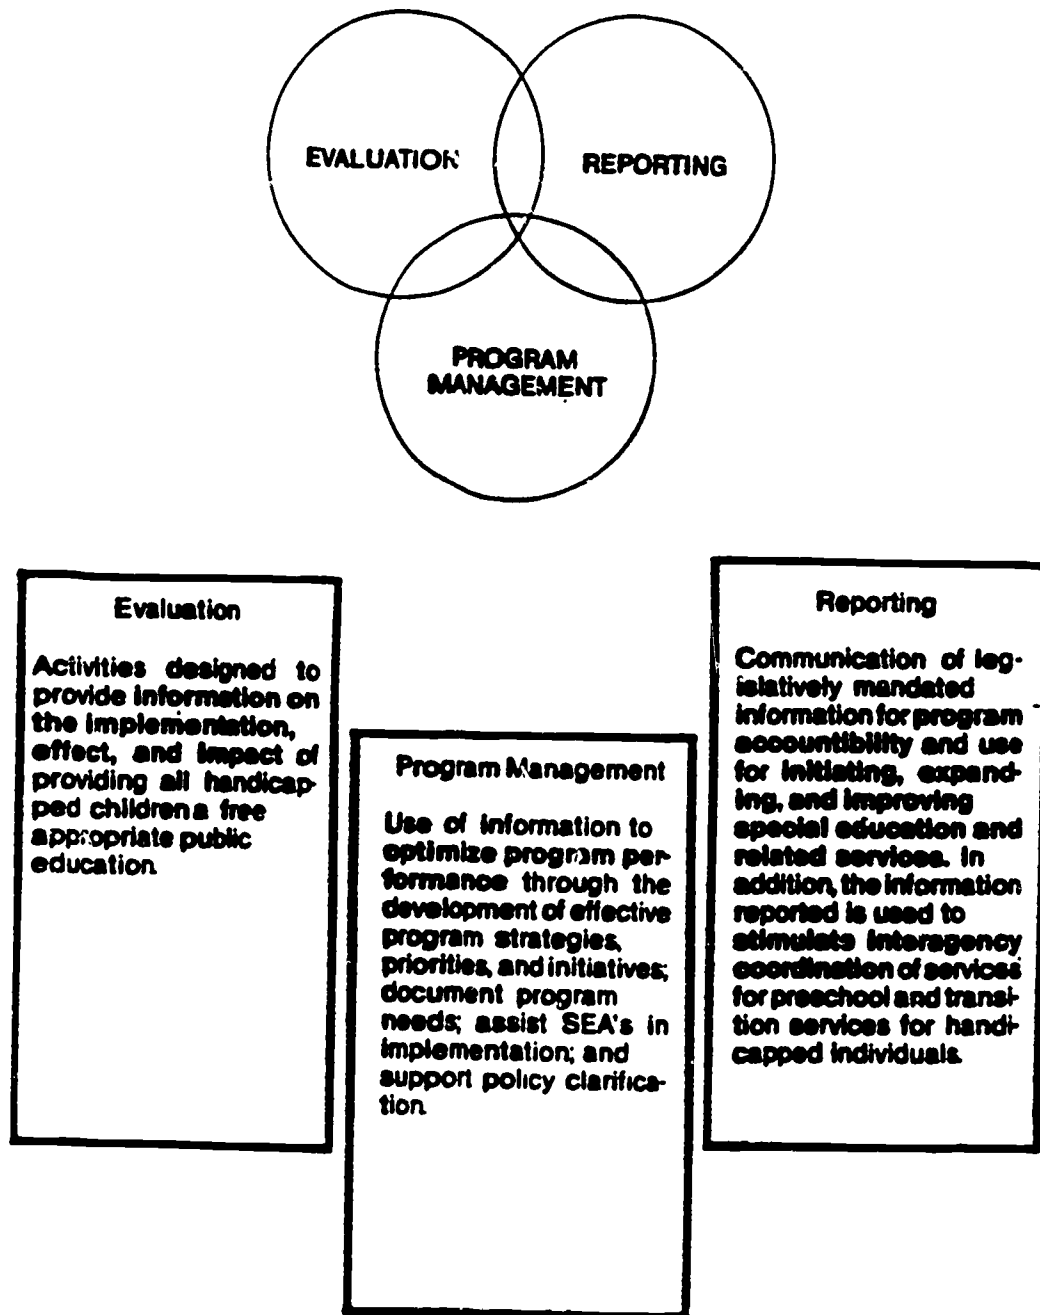 EVALUATION
REPORTING
PROGRAM
MANAGEMENT
Evaluation
Activities designed to
provide information on
the implementation,
effect, and impact of
providing all handicap-
ped children a free
appropriate public
education
Program Management
Use of information to
optimize program per-
formance through the
development of effective
program strategies,
priorities, and initiatives;
document program
needs; assist SEA's in
implementation; and
support policy clarifica-
tion.
Reporting
Communication of leg-
islatively mandated
information for program
accountibility and use
for initiating, expand-
ing, and improving
special education and
related services. In
addition, the information
reported is used to
stimulate interagency
coordination of services
for preschool and transi-
tion services for handi-
capped individuals.